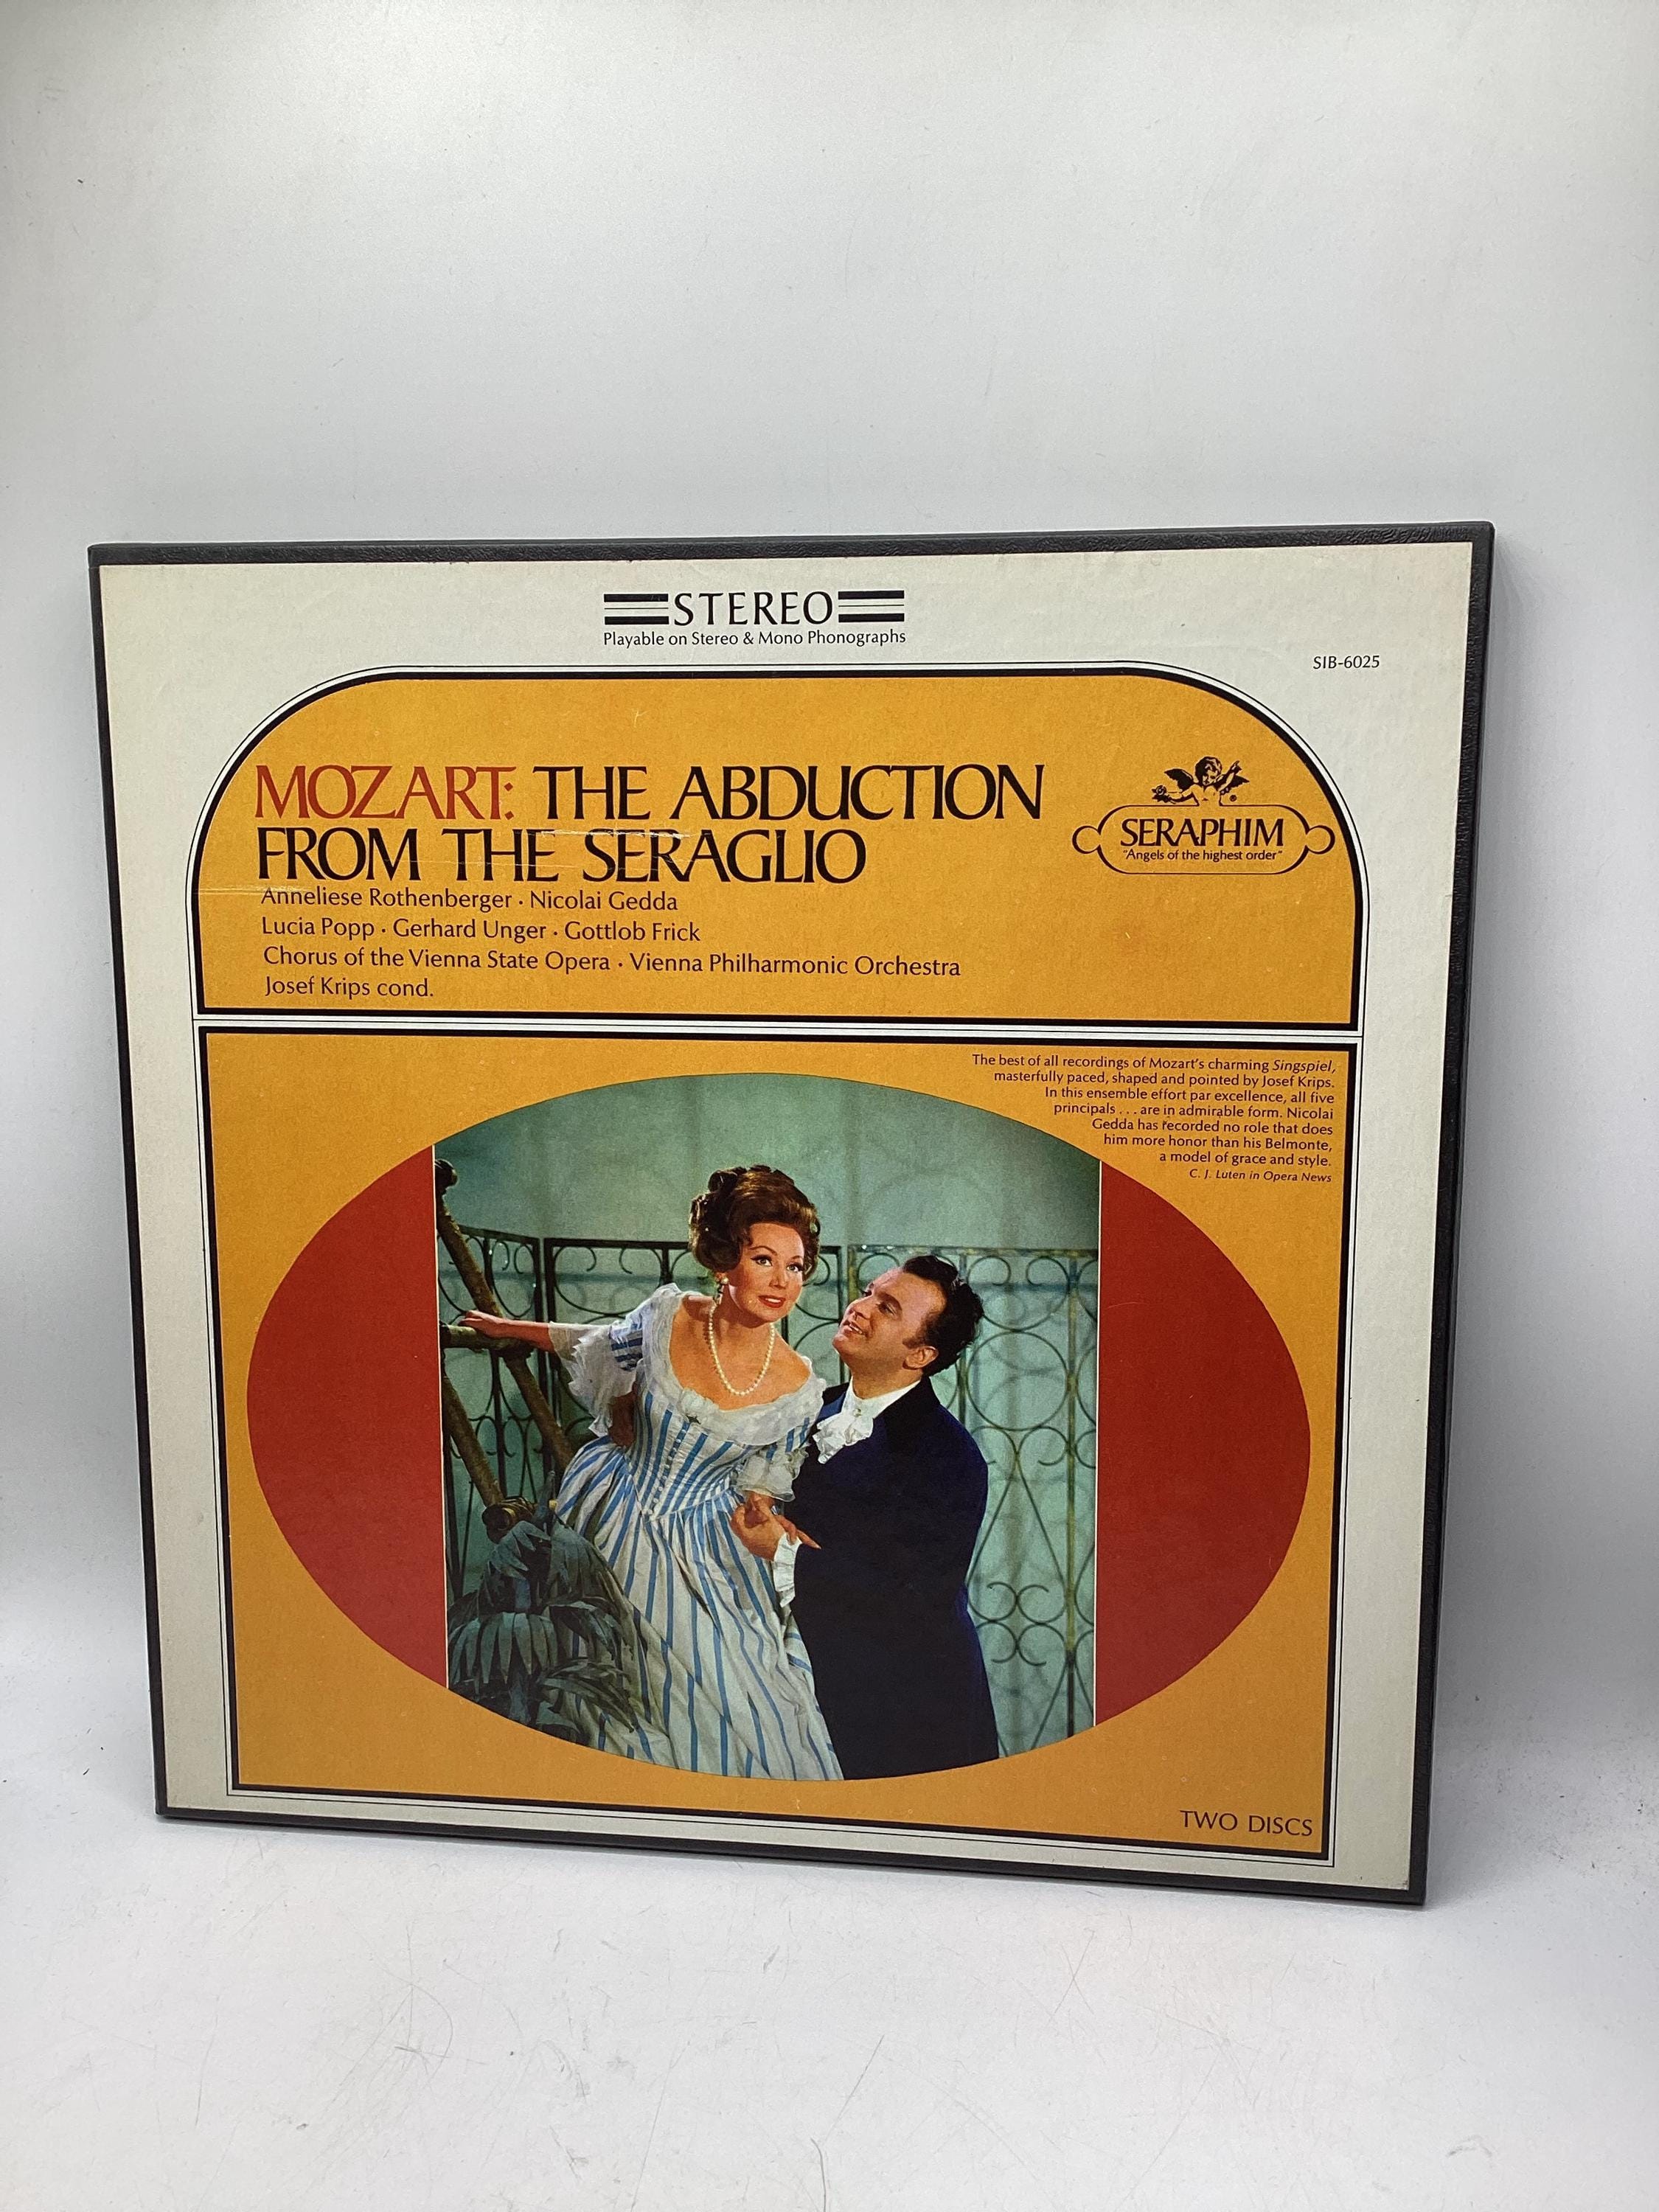 STEREO
Playable on Stereo & Mono Phonographs
SIB-6025
MOZART: THE ABDUCTION
FROM THE SERAGLIO
Anneliese Rothenberger · Nicolai Gedda
Lucia Popp · Gerhard Unger · Gottlob Frick
Chorus of the Vienna State Opera · Vienna Philharmonic Orchestra
Josef Krips cond.
SERAPHIM
"Angels of the highest order"
The best of all recordings of Mozart's charming Singspiel,
masterfully paced, shaped and pointed by Josef Krips.
In this ensemble effort par excellence, all five
principals . . . are in admirable form. Nicolai
Gedda has recorded no role that does
him more honor than his Belmonte,
a model of grace and style.
C. J. Luten in Opera News
TWO DISCS